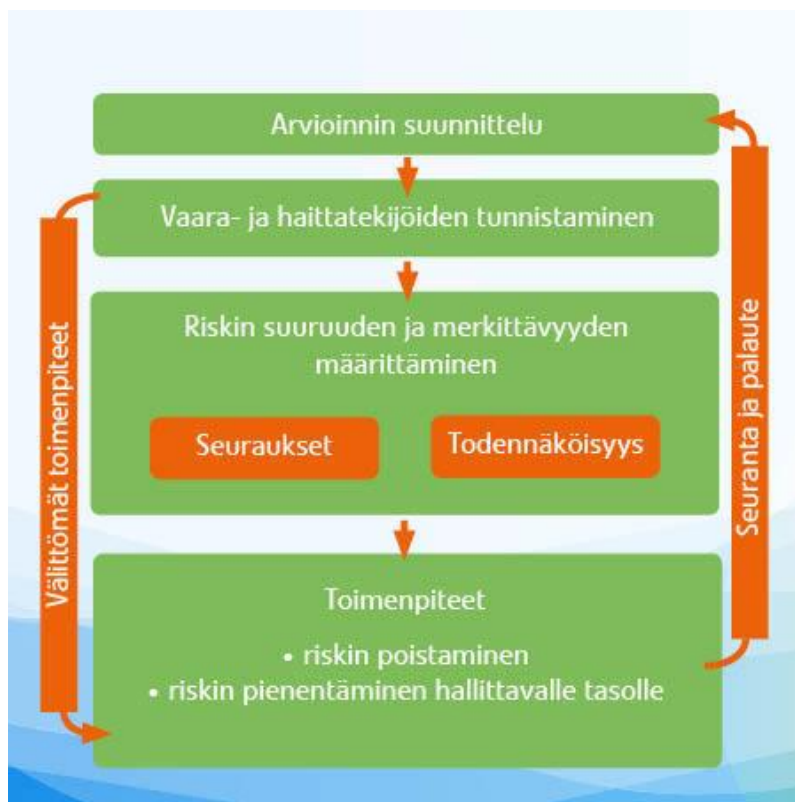 Arvioinnin suunnittelu
Vaara- ja haittatekijöiden tunnistaminen
Riskin suuruuden ja merkittävyyden
määrittäminen
Seuraukset
Todennäköisyys
Toimenpiteet
• riskin poistaminen
• riskin pienentäminen hallittavalle tasolle
Välittömät toimenpiteet
Seuranta ja palaute